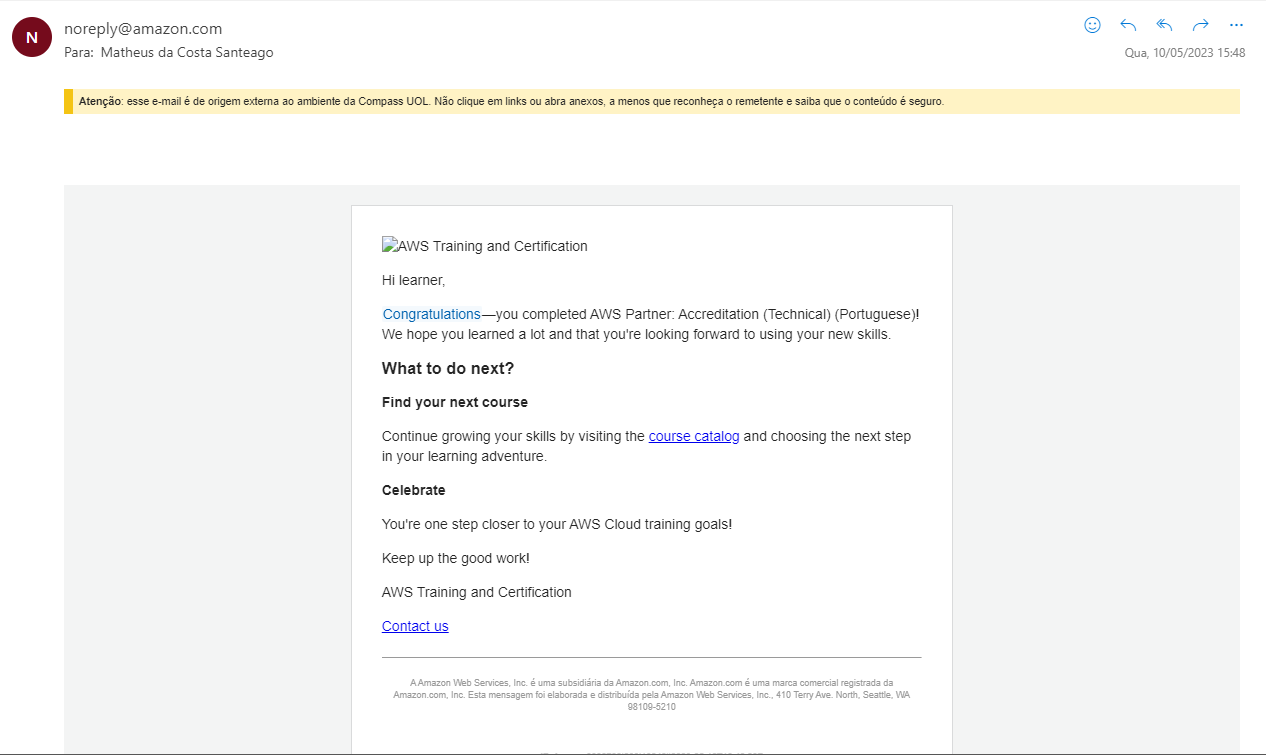 N
noreply@amazon.com
Para: Matheus da Costa Santeago
Qua, 10/05/2023 15:48
Atenção: esse e-mail é de origem externa ao ambiente da Compass UOL. Não clique em links ou abra anexos, a menos que reconheça o remetente e saiba que o conteúdo é seguro.
AWS Training and Certification
Hi learner,
Congratulations—you completed AWS Partner: Accreditation (Technical) (Portuguese)!
We hope you learned a lot and that you're looking forward to using your new skills.
What to do next?
Find your next course
Continue growing your skills by visiting the course catalog and choosing the next step
in your learning adventure.
Celebrate
You're one step closer to your AWS Cloud training goals!
Keep up the good work!
AWS Training and Certification
Contact us
A Amazon Web Services, Inc. é uma subsidiária da Amazon.com, Inc. Amazon.com é uma marca comercial registrada da
Amazon.com, Inc. Esta mensagem foi elaborada e distribuída pela Amazon Web Services, Inc., 410 Terry Ave. North, Seattle, WA
98109-5210